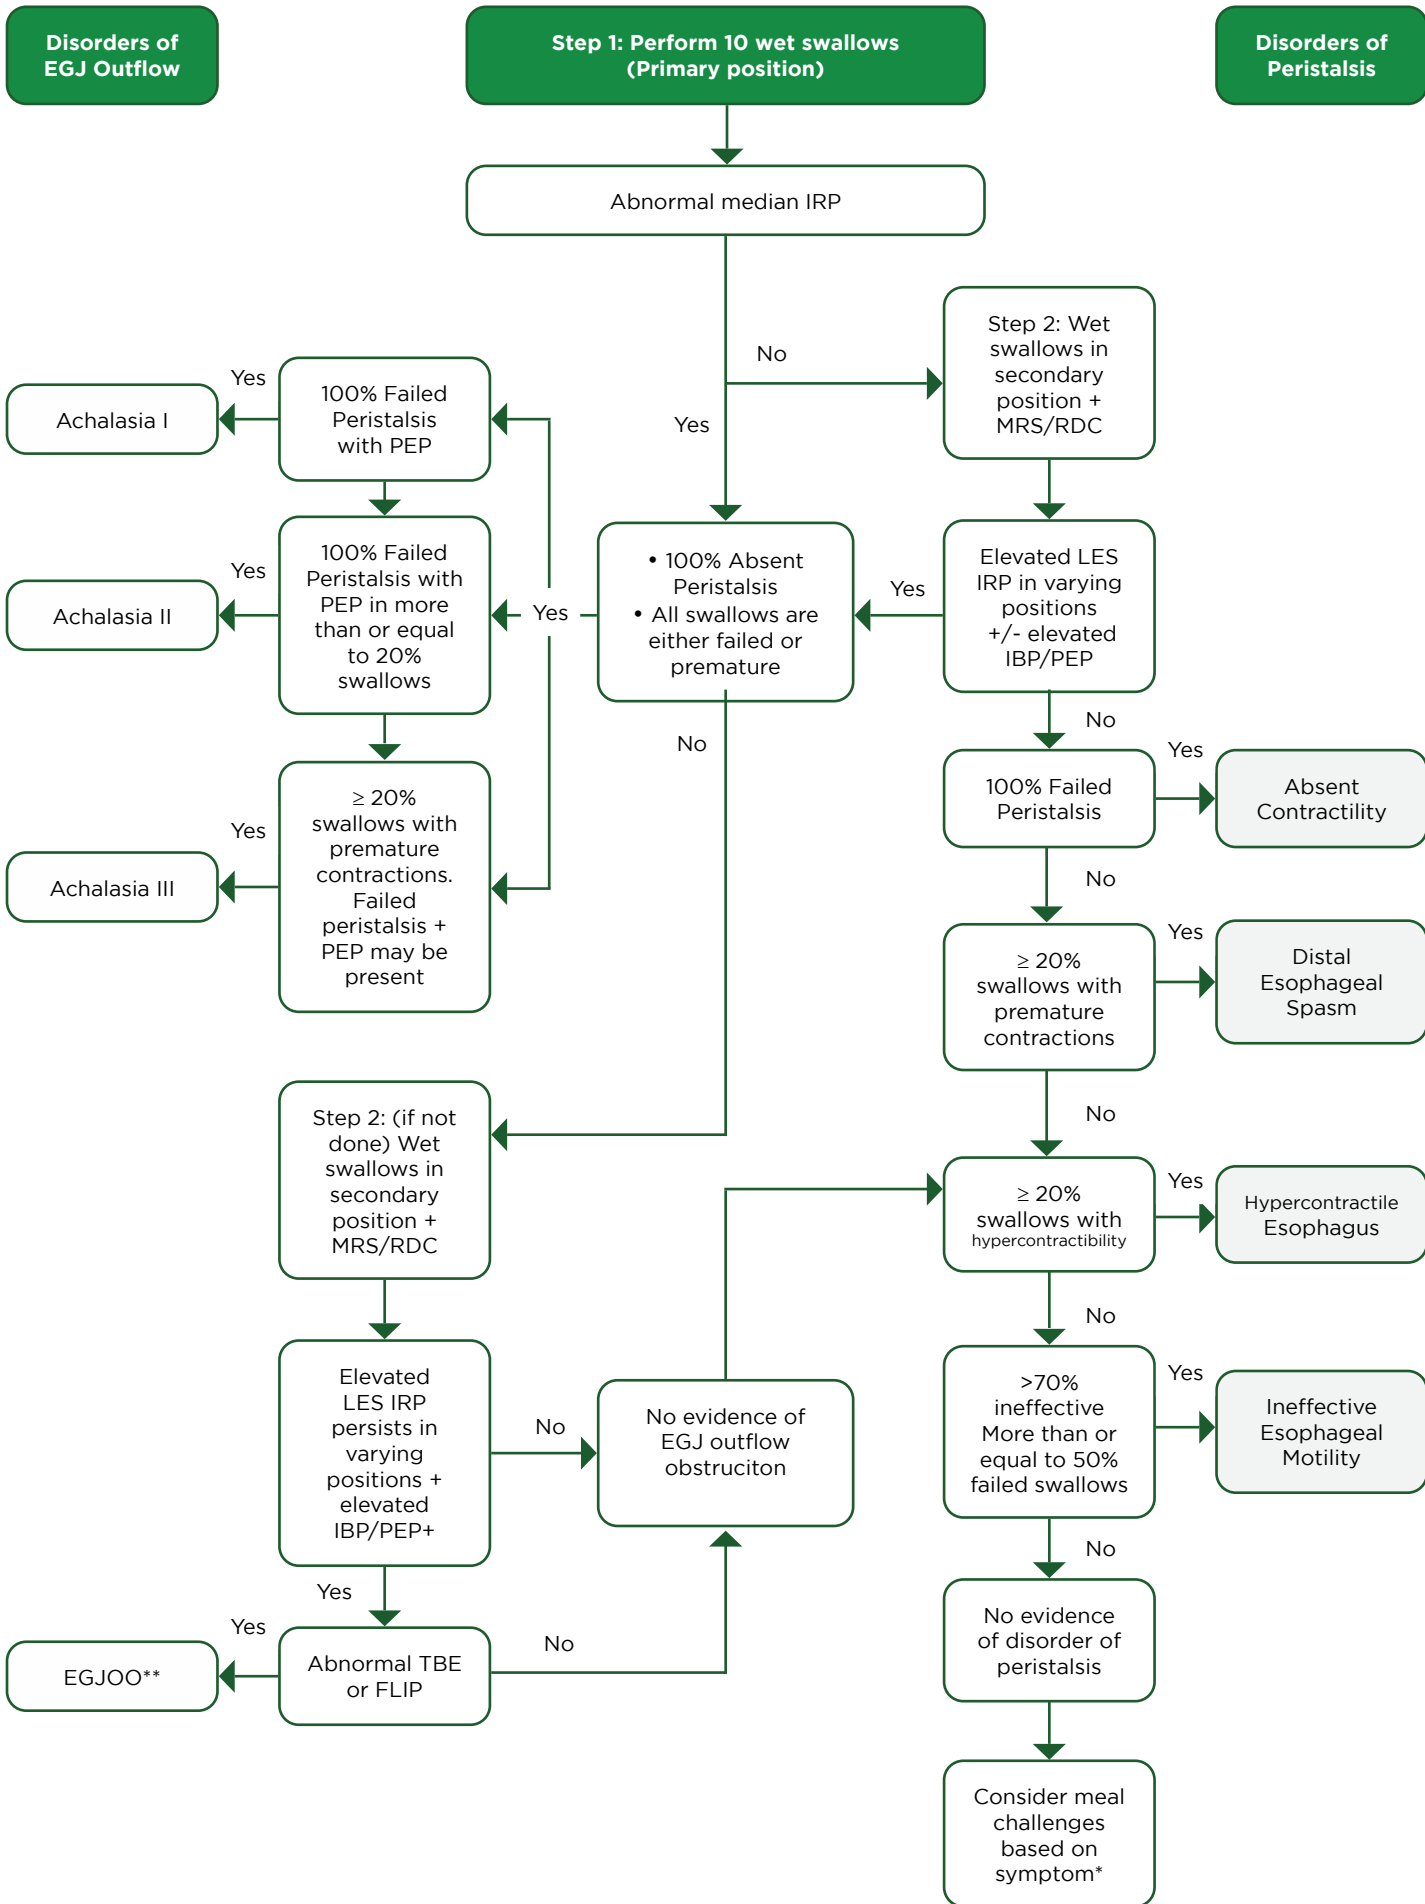 Disorders of
EGJ Outflow
Step 1: Perform 10 wet swallows
(Primary position)
Disorders of
Peristalsis
Abnormal median IRP
No
Yes
Step 2: Wet
swallows in
secondary
position +
MRS/RDC
Yes
Achalasia I
100% Failed
Peristalsis
with PEP
Yes
Achalasia II
100% Failed
Peristalsis with
PEP in more
than or equal
to 20%
swallows
Yes
• 100% Absent
Peristalsis
• All swallows are
either failed or
premature
Yes
Elevated LES
IRP in varying
positions
+/- elevated
IBP/PEP
No
No
Yes
Achalasia III
≥ 20%
swallows with
premature
contractions.
Failed
peristalsis +
PEP may be
present
100% Failed
Peristalsis
Yes
Absent
Contractility
No
≥ 20%
swallows with
premature
contractions
Yes
Distal
Esophageal
Spasm
No
Step 2: (if not
done) Wet
swallows in
secondary
position +
MRS/RDC
≥ 20%
swallows with
hypercontractibility
Yes
Hypercontractile
Esophagus
No
Elevated
LES IRP
persists in
varying
positions +
elevated
IBP/PEP+
No
No evidence of
EGJ outflow
obstruciton
>70%
ineffective
More than or
equal to 50%
failed swallows
Yes
Ineffective
Esophageal
Motility
No
Yes
Yes
EGJOO**
Abnormal TBE
or FLIP
No
No evidence
of disorder of
peristalsis
Consider meal
challenges
based on
symptom*